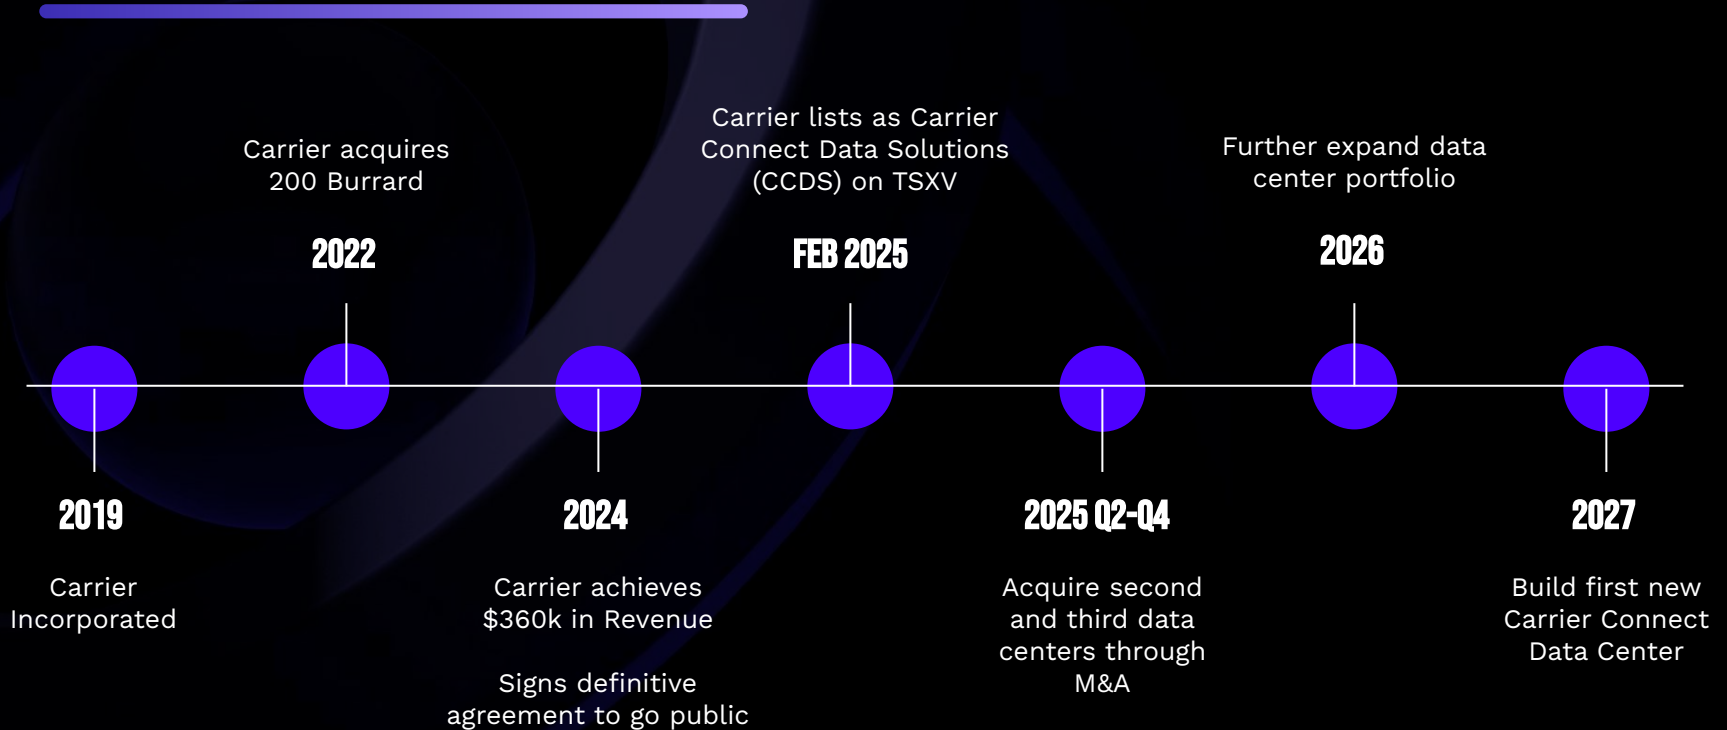 2019
Carrier
Incorporated
Carrier acquires
200 Burrard
2022
2024
Carrier achieves
$360k in Revenue
Signs definitive
agreement to go public
Carrier lists as Carrier
Connect Data Solutions
(CCDS) on TSXV
FEB 2025
2025 Q2-Q4
Acquire second
and third data
centers through
M&A
Further expand data
center portfolio
2026
2027
Build first new
Carrier Connect
Data Center